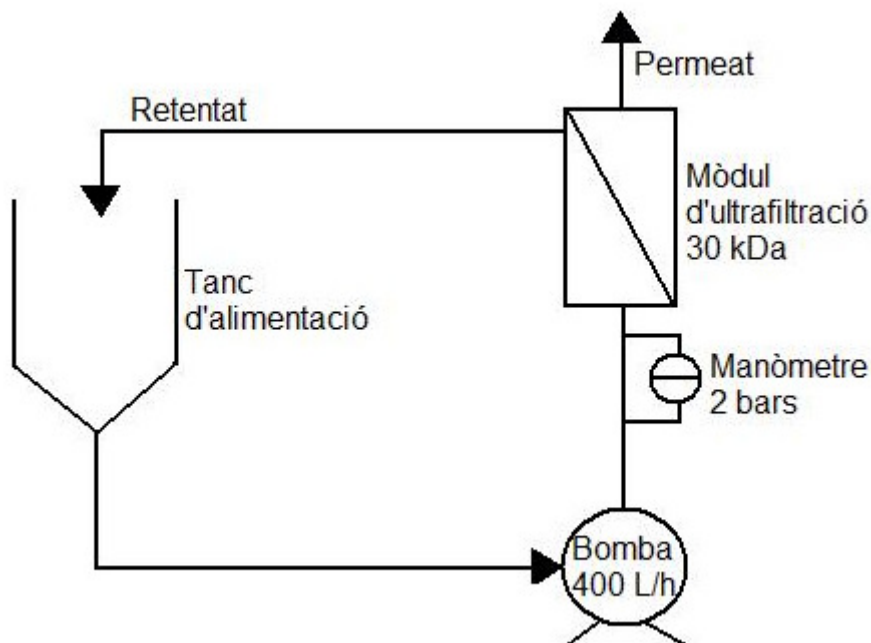 Permeat
Retentat
Mòdul
d'ultrafiltració
30 kDa
Tanc
d'alimentació
Manòmetre
2 bars
Bomba
400 L/h